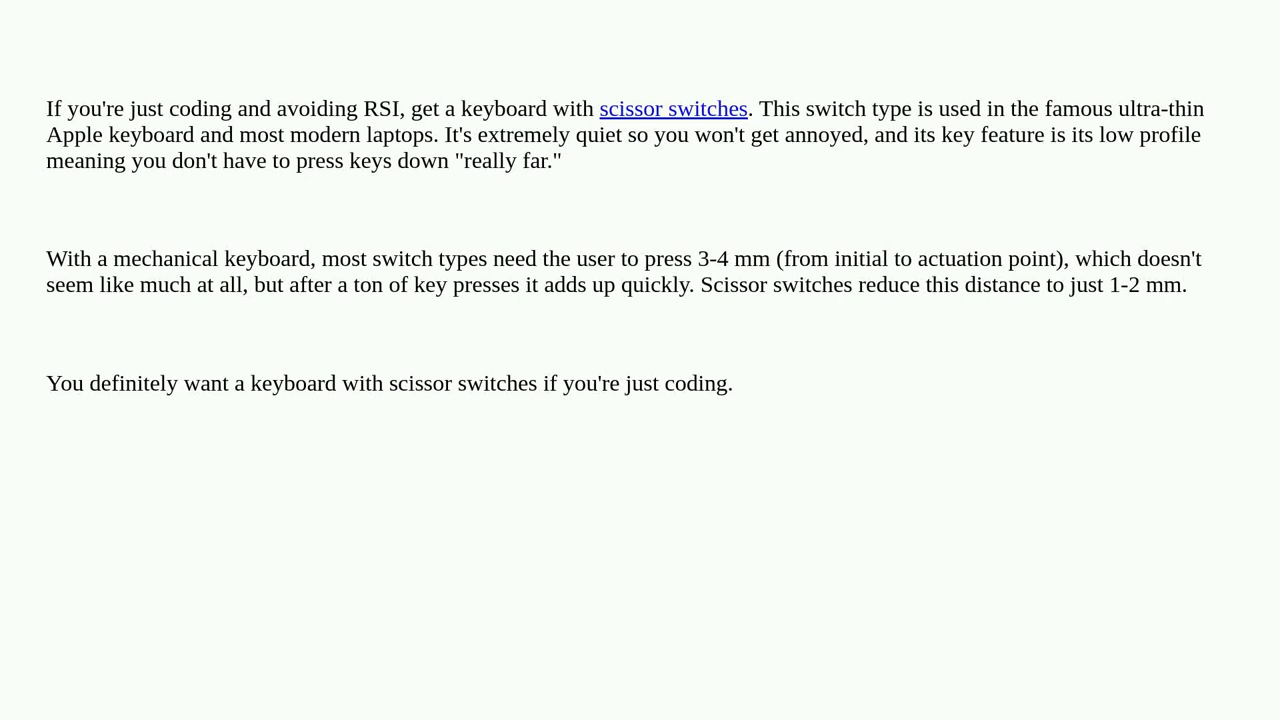 If you're just coding and avoiding RSI, get a keyboard with scissor switches. This switch type is used in the famous ultra-thin
Apple keyboard and most modern laptops. It's extremely quiet so you won't get annoyed, and its key feature is its low profile
meaning you don't have to press keys down "really far."
With a mechanical keyboard, most switch types need the user to press 3-4 mm (from initial to actuation point), which doesn't
seem like much at all, but after a ton of key presses it adds up quickly. Scissor switches reduce this distance to just 1-2 mm.
You definitely want a keyboard with scissor switches if you're just coding.